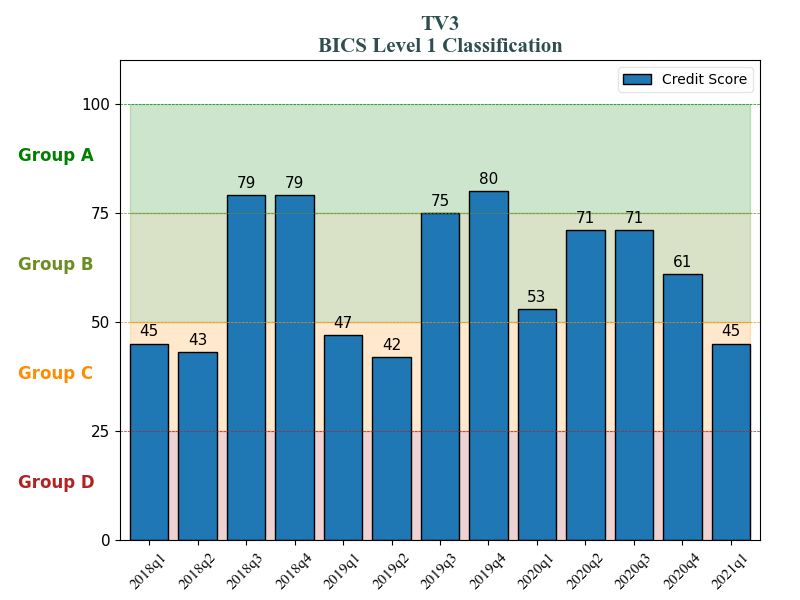 TV3
BICS Level 1 Classification
Credit Score
100
Group A
79
79
80
75
75
71
71
Group B
61
53
50
45
43
47
42
45
Group C
25
Group D
0
2018q1
2018q2
2018q3
2018q4
2019q1
2019q2
2019q3
2019q4
2020q1
2020q2
2020q3
2020q4
2021q1